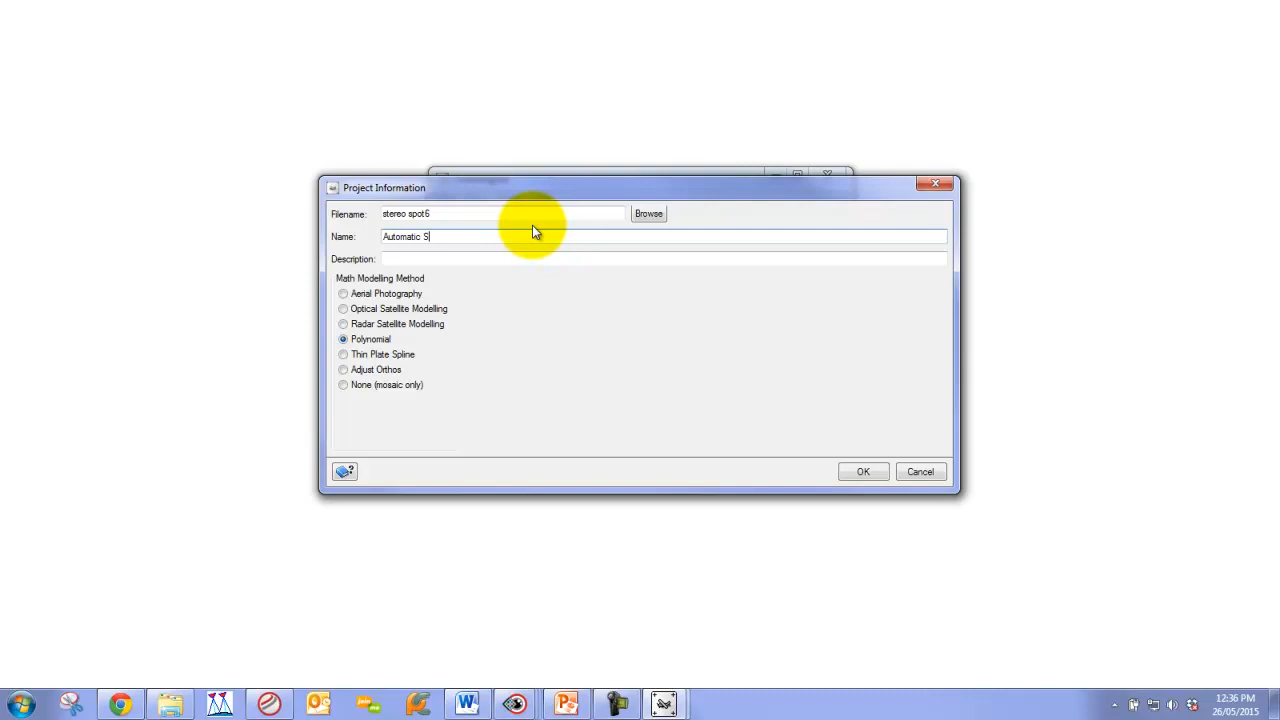 Project Information
Filename: stereo spot6 Browse
Name: Automatic S
Description:
Math Modelling Method
Aerial Photography
Optical Satellite Modelling
Radar Satellite Modelling
Polynomial
Thin Plate Spline
Adjust Orthos
None (mosaic only)
OK Cancel
12:36 PM
26/05/2015